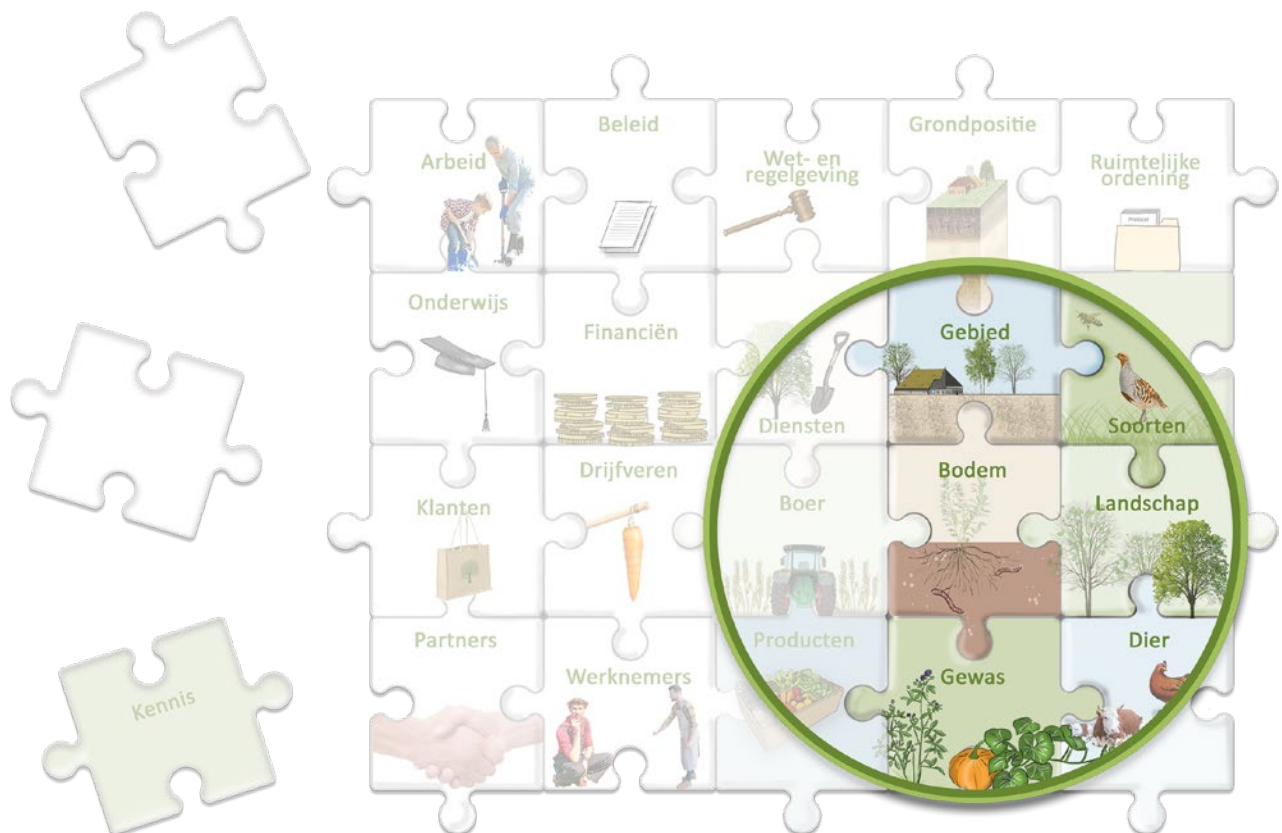 Arbeid
Beleid
Wet- en
regelgeving
Grondpositie
Ruimtelijke
ordening
Onderwijs
Financiën
Diensten
Gebied
Soorten
Klanten
Drijfveren
Boer
Bodem
Landschap
Partners
Werknemers
Producten
Gewas
Dier
Kennis